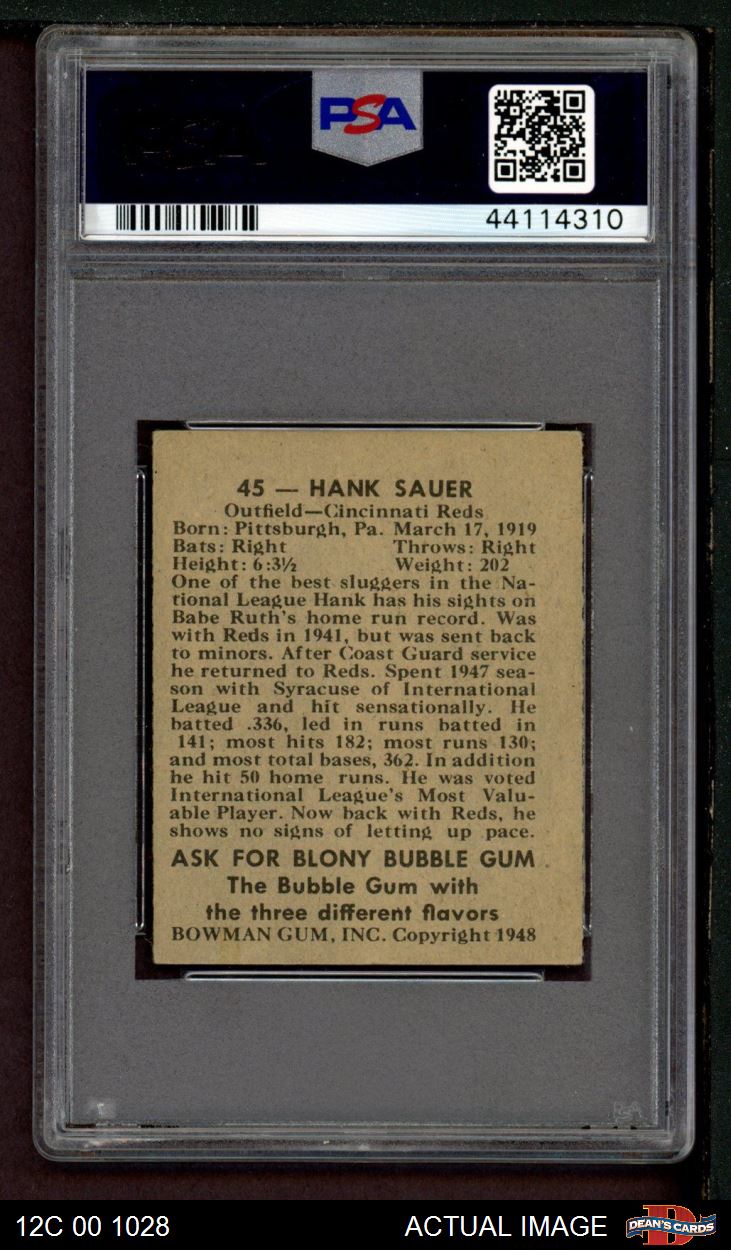 PSA
44114310
45 — HANK SAUER
Outfield—Cincinnati Reds
Born: Pittsburgh, Pa. March 17, 1919
Bats: Right Throws: Right
Height: 6:3½ Weight: 202
One of the best sluggers in the Na-
tional League Hank has his sights on
Babe Ruth's home run record. Was
with Reds in 1941, but was sent back
to minors. After Coast Guard service
he returned to Reds. Spent 1947 sea-
son with Syracuse of International
League and hit sensationally. He
batted .336, led in runs batted in
141; most hits 182; most runs 130;
and most total bases, 362. In addition
he hit 50 home runs. He was voted
International League's Most Valu-
able Player. Now back with Reds, he
shows no signs of letting up pace.
ASK FOR BLONY BUBBLE GUM
The Bubble Gum with
the three different flavors
BOWMAN GUM, INC. Copyright 1948
12C 00 1028 ACTUAL IMAGE DEAN'S CARDS